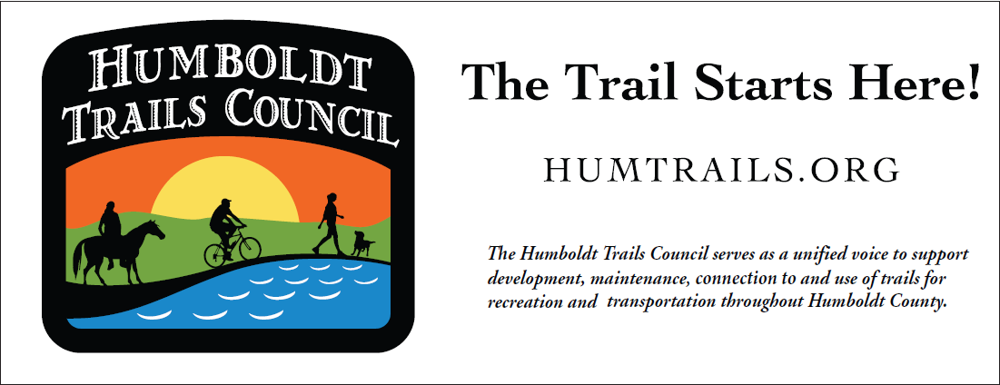 HUMBOLDT
TRAILS COUNCIL
The Trail Starts Here!
HUMTRAILS.ORG
The Humboldt Trails Council serves as a unified voice to support
development, maintenance, connection to and use of trails for
recreation and transportation throughout Humboldt County.